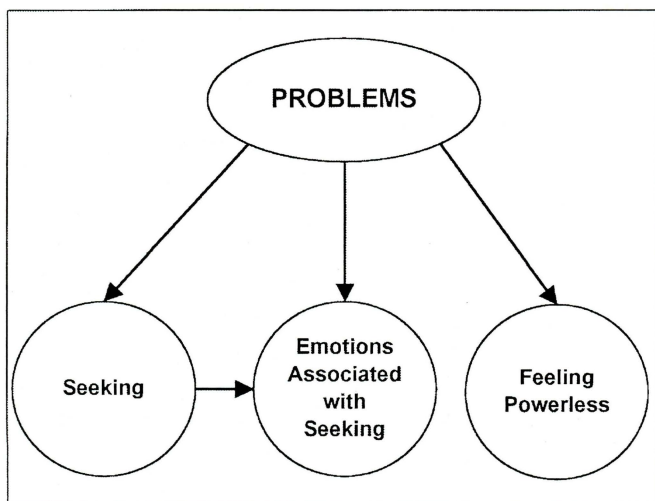 PROBLEMS
Seeking
Emotions
Associated
with
Seeking
Feeling
Powerless